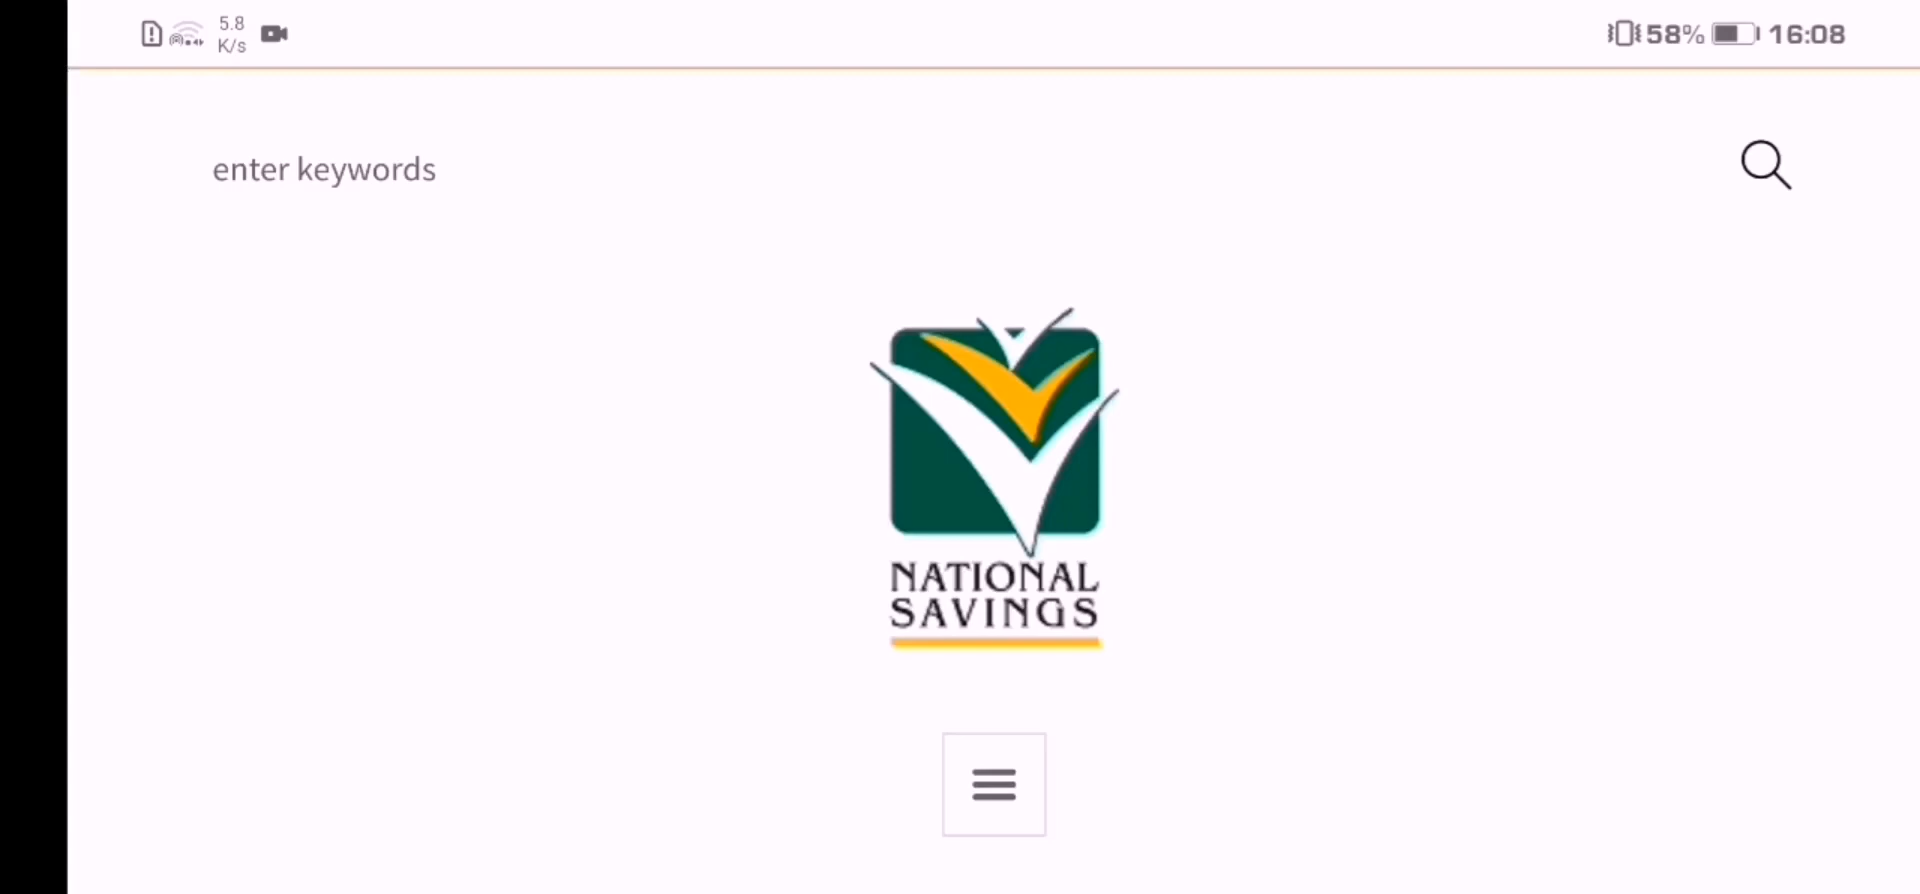 5.8
K/s
58%
16:08
enter keywords
NATIONAL
SAVINGS